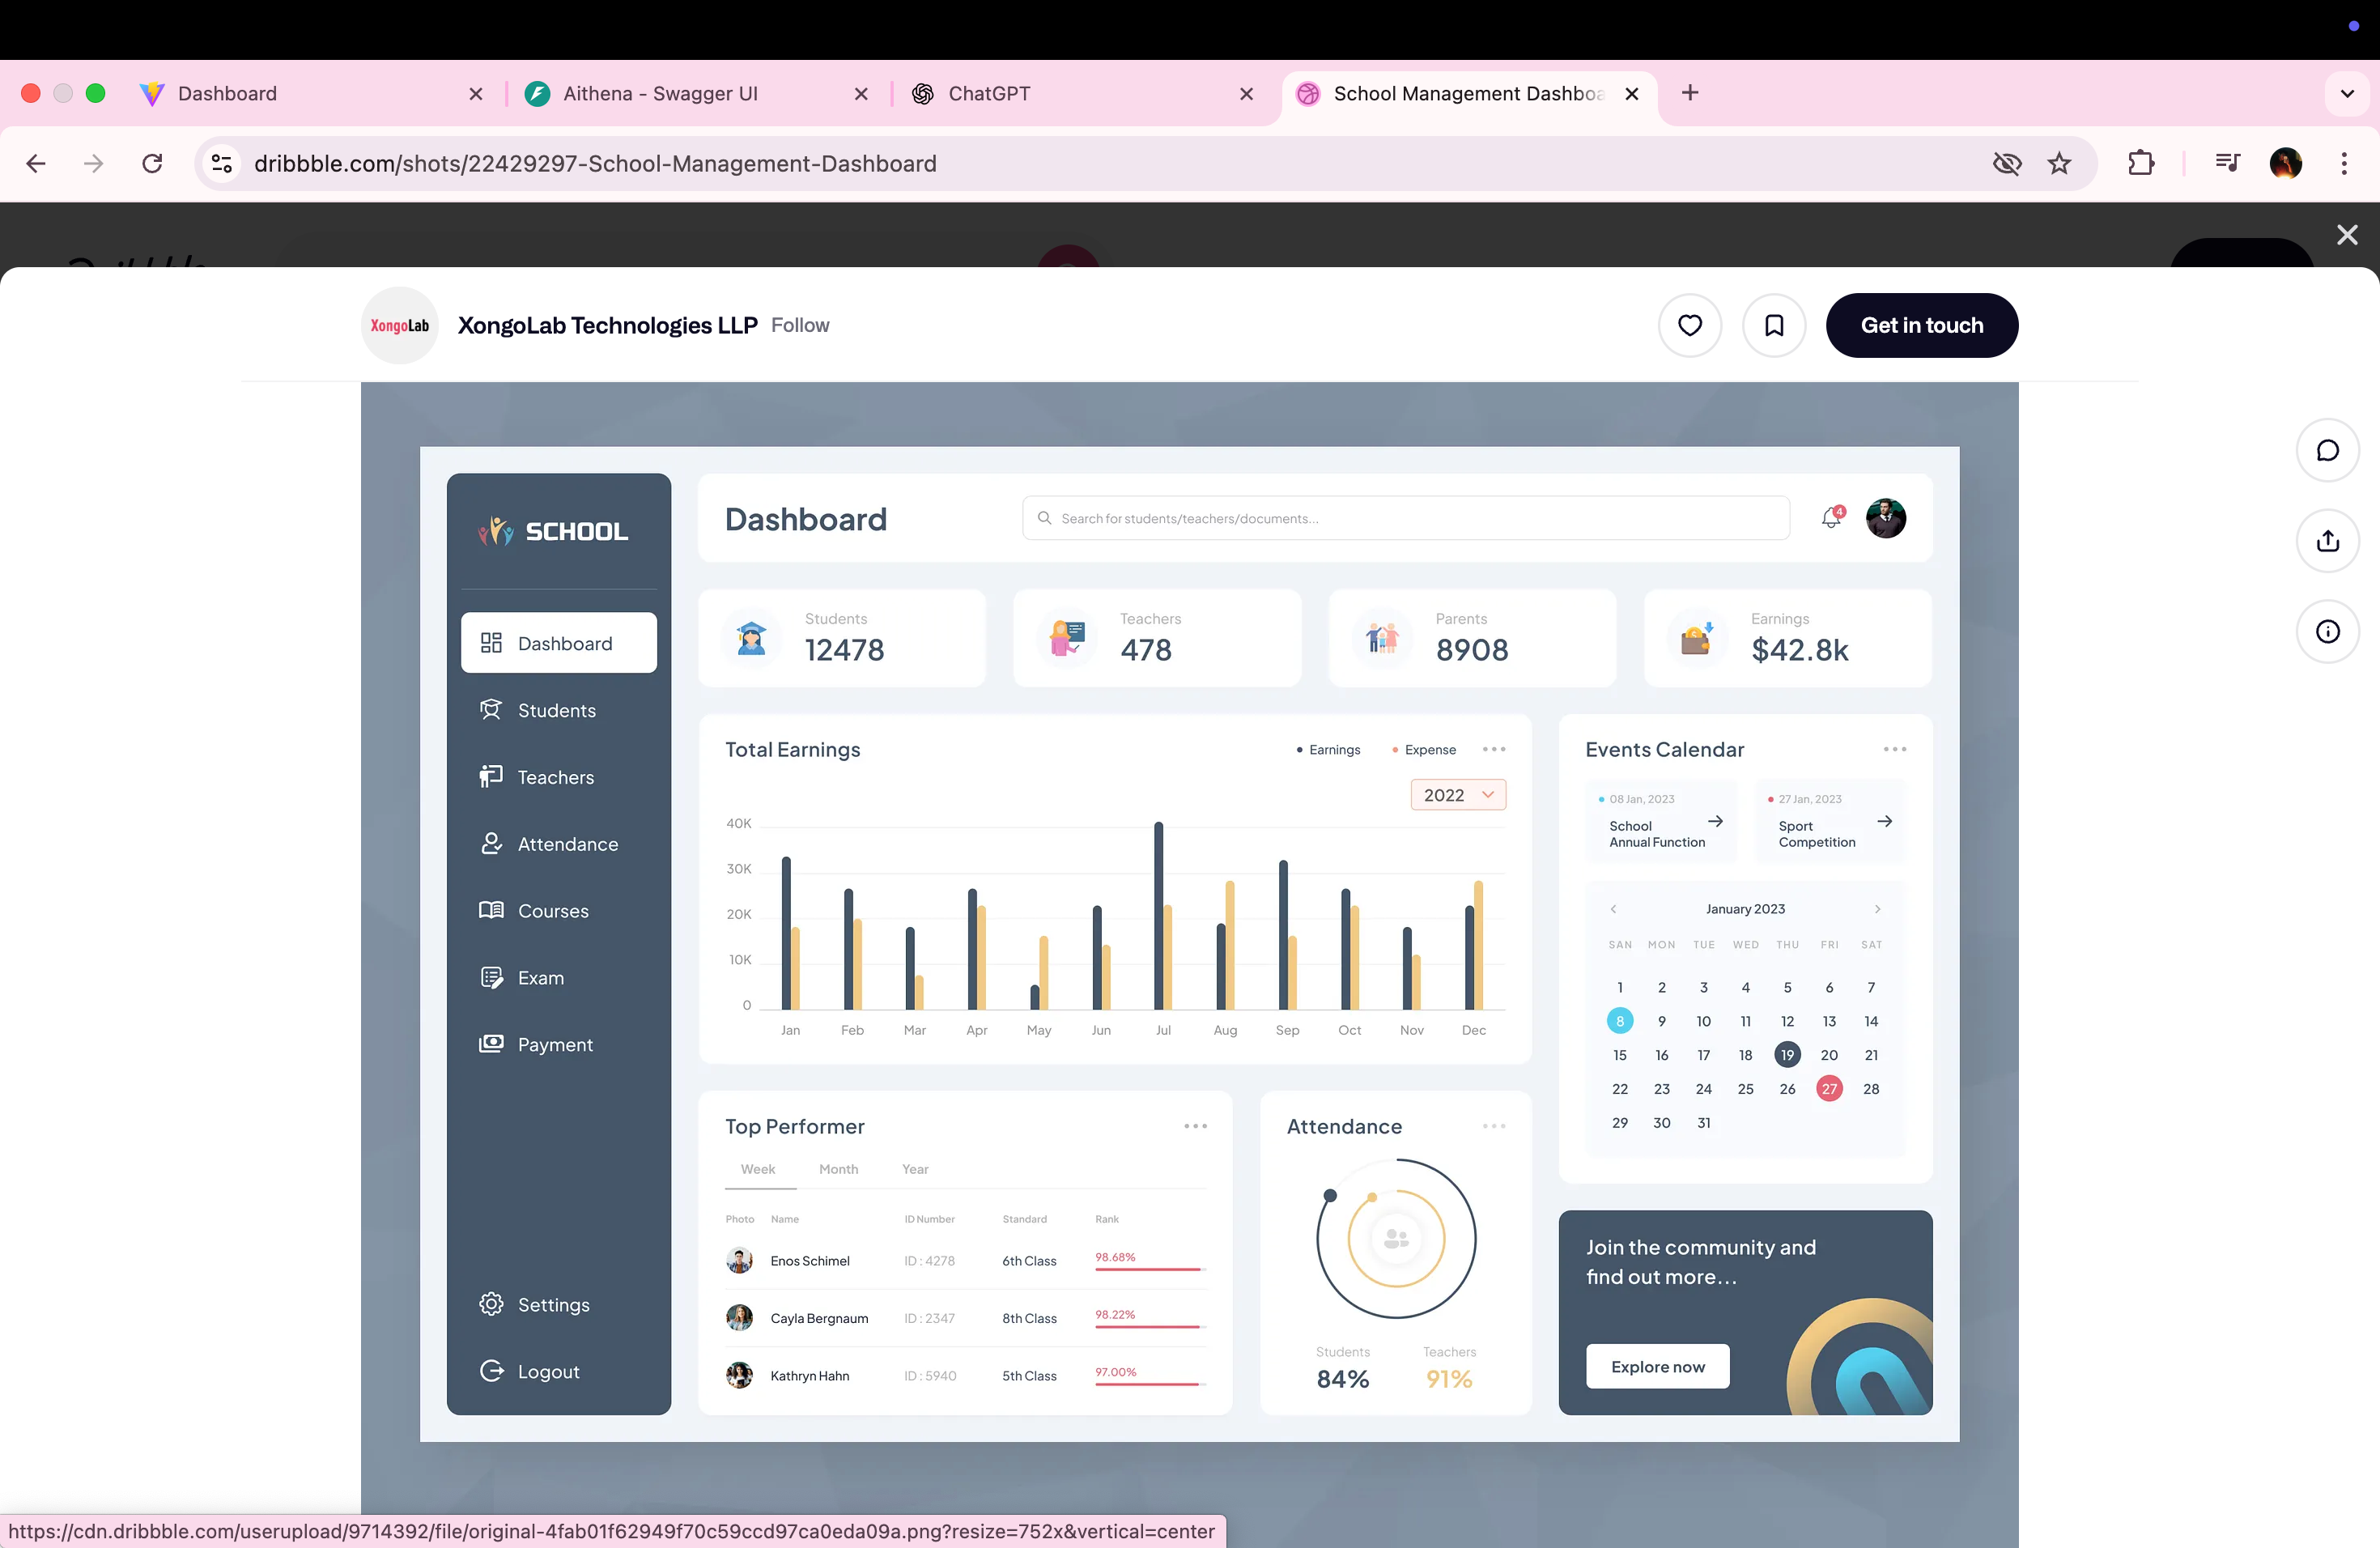 Dashboard
Aithena - Swagger UI
ChatGPT
School Management Dashboa
dribbble.com/shots/22429297-School-Management-Dashboard
XongoLab
XongoLab Technologies LLP Follow
Get in touch
SCHOOL
Dashboard
Students
Teachers
Attendance
Courses
Exam
Payment
Settings
Logout
Dashboard
Search for students/teachers/documents...
4
Students
12478
Teachers
478
Parents
8908
Earnings
$42.8k
Total Earnings
Earnings
Expense
2022
40K
30K
20K
10K
0
Jan Feb Mar Apr May Jun Jul Aug Sep Oct Nov Dec
Events Calendar
08 Jan, 2023
School
Annual Function
27 Jan, 2023
Sport
Competition
January 2023
SAN MON TUE WED THU FRI SAT
1 2 3 4 5 6 7
8 9 10 11 12 13 14
15 16 17 18 19 20 21
22 23 24 25 26 27 28
29 30 31
Top Performer
Week Month Year
Photo Name ID Number Standard Rank
Enos Schimel ID : 4278 6th Class 98.68%
Cayla Bergnaum ID : 2347 8th Class 98.22%
Kathryn Hahn ID : 5940 5th Class 97.00%
Attendance
Students
84%
Teachers
91%
Join the community and
find out more...
Explore now
https://cdn.dribbble.com/userupload/9714392/file/original-4fab01f62949f70c59ccd97ca0eda09a.png?resize=752x&vertical=center